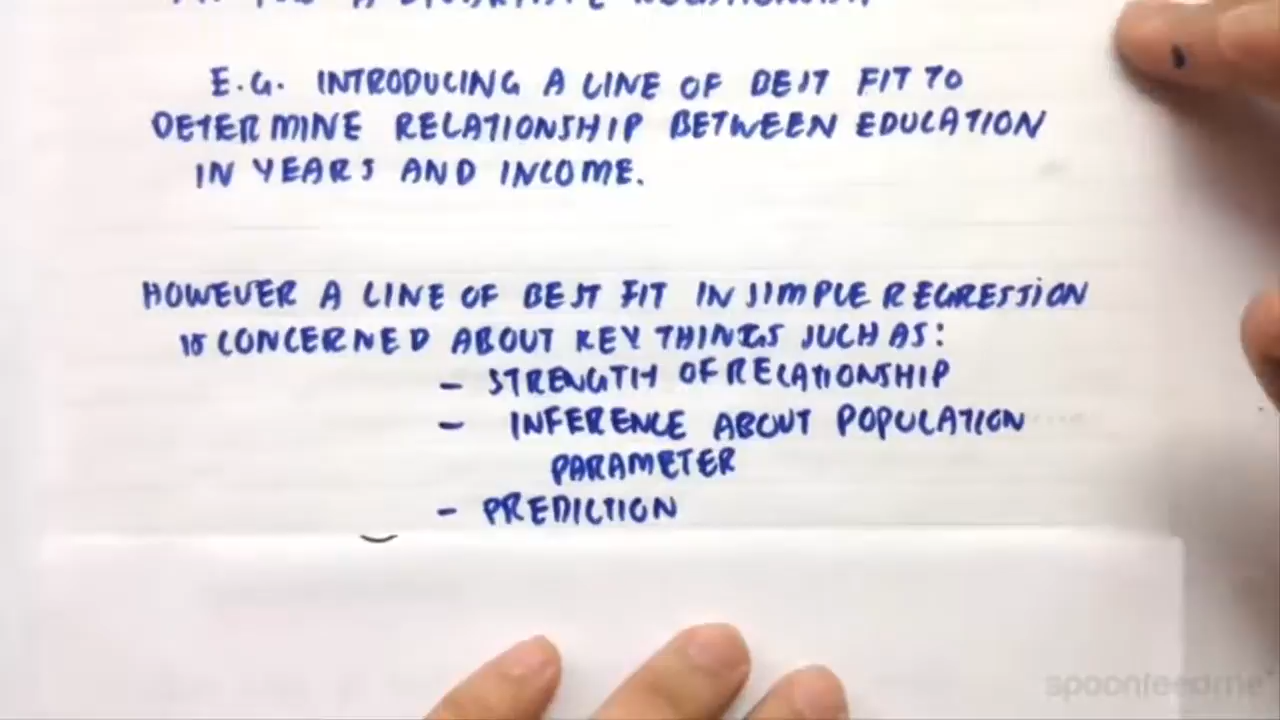 E.G. INTRODUCING A LINE OF BEST FIT TO
DETERMINE RELATIONSHIP BETWEEN EDUCATION
IN YEARS AND INCOME.
HOWEVER A LINE OF BEST FIT IN SIMPLE REGRESSION
IS CONCERNED ABOUT KEY THINGS SUCH AS:
- STRENGTH OF RELATIONSHIP
- INFERENCE ABOUT POPULATION
PARAMETER
- PREDICTION
spoonfeedme